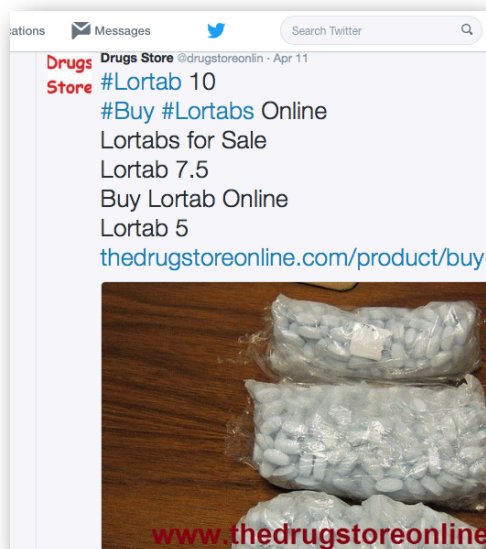 ations
Messages
Search Twitter
Drugs
Store
Drugs Store @drugstoreonlin · Apr 11
#Lortab 10
#Buy #Lortabs Online
Lortabs for Sale
Lortab 7.5
Buy Lortab Online
Lortab 5
thedrugstoreonline.com/product/buy
www.thedrugstoreonline